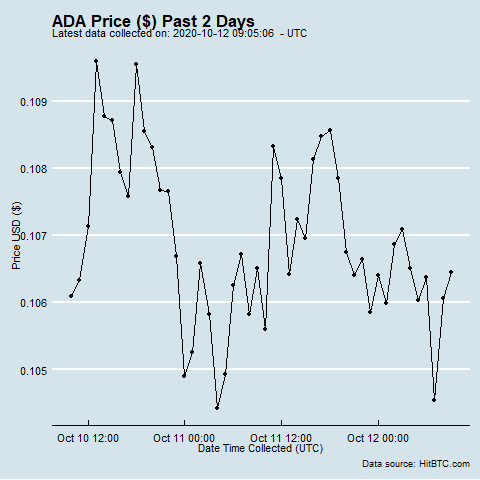 ADA Price ($) Past 2 Days
Latest data collected on: 2020-10-12 09:05:06  - UTC
0.109
0.108
0.107
0.106
0.105
Price USD ($)
Oct 10 12:00 Oct 11 00:00 Oct 11 12:00 Oct 12 00:00
Date Time Collected (UTC)
Data source: HitBTC.com